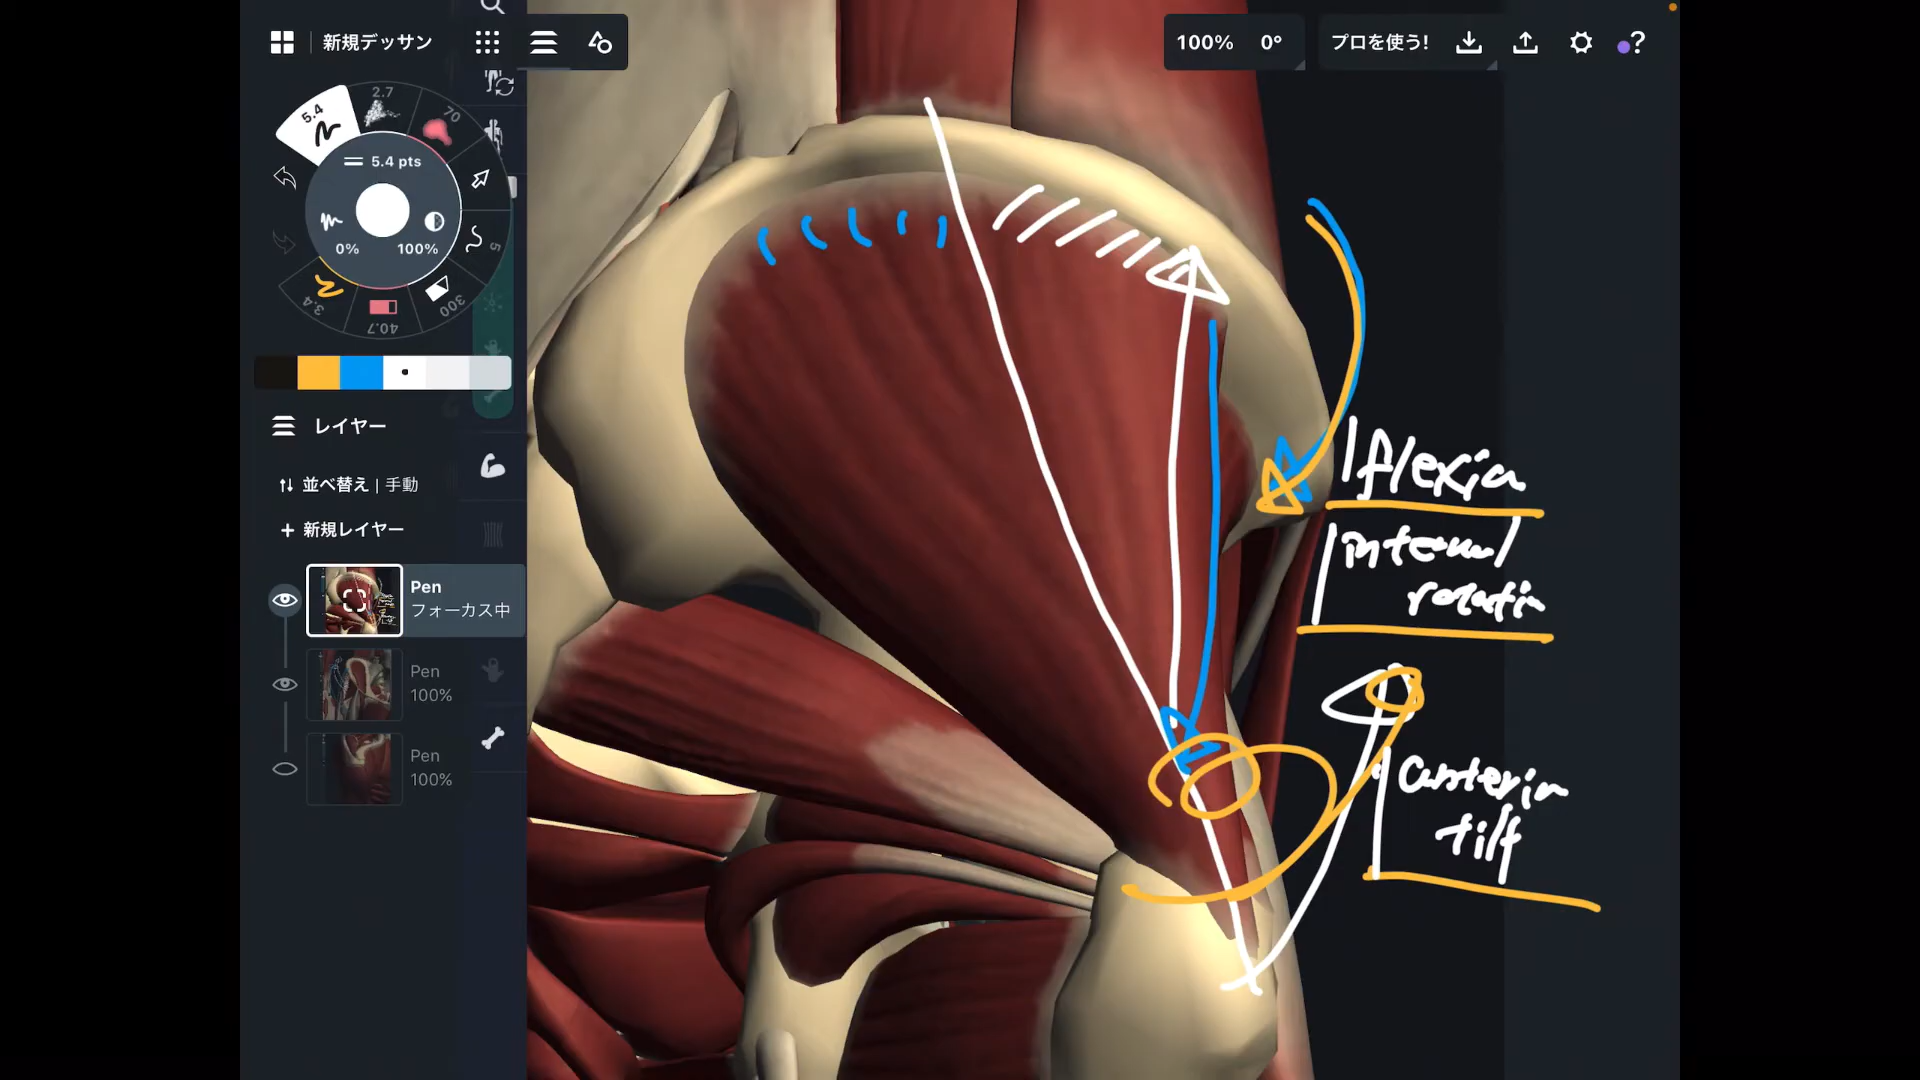 新規デッサン
100% 0° プロを使う! ?
2.7
5.4
70
5.4 pts
0% 100%
5
3.4
40.7
300
レイヤー
並べ替え | 手動
+ 新規レイヤー
Pen
フォーカス中
Pen
100%
Pen
100%
flexion
internal
rotation
anterior
tilt